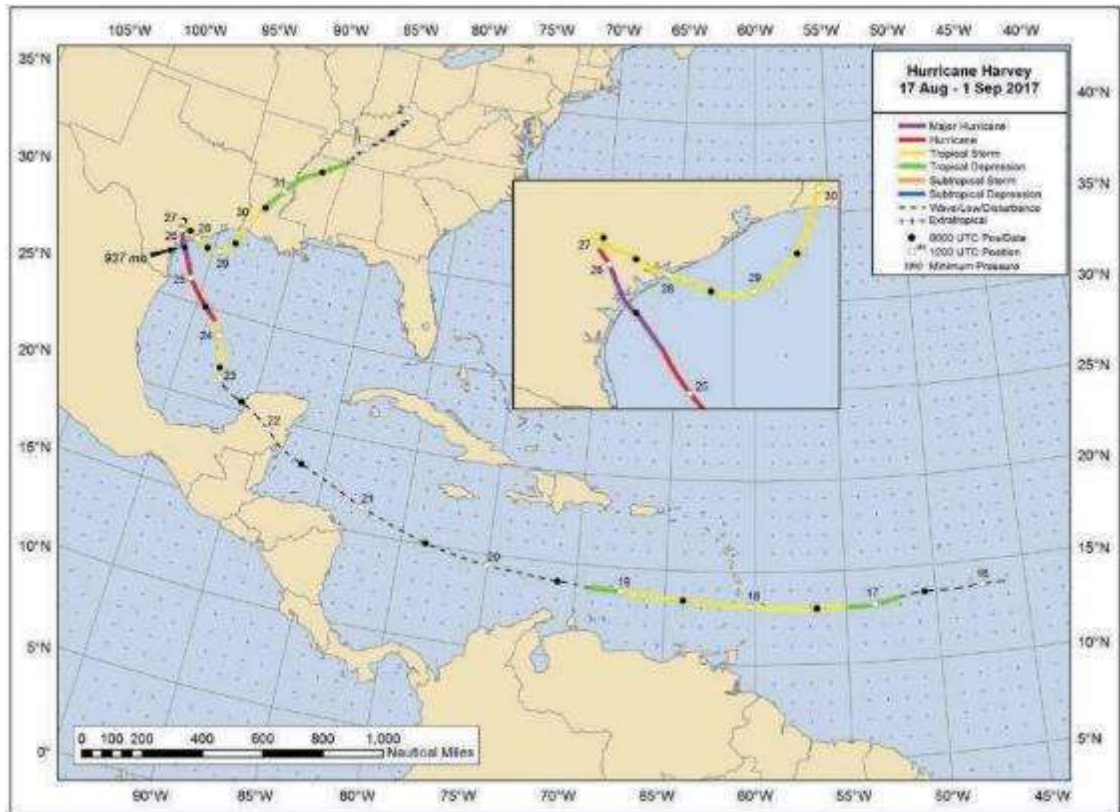 105°W 100°W 95°W 90°W 85°W 80°W 75°W 70°W 65°W 60°W 55°W 50°W 45°W 40°W
35°N
30°N
25°N
20°N
15°N
10°N
5°N
0°
40°N
35°N
30°N
25°N
20°N
15°N
10°N
5°N
90°W 85°W 80°W 75°W 70°W 65°W 60°W 55°W 50°W 45°W
Hurricane Harvey
17 Aug - 1 Sep 2017
Major Hurricane
Hurricane
Tropical Storm
Tropical Depression
Subtropical Storm
Subtropical Depression
Wave/Low/Disturbance
Extratropical
0000 UTC Pos/Date
1200 UTC Position
Minimum Pressure
2
31
30
27
28
26
29
937 mb
25
24
23
22
21
20
19
18
17
16
30
27
26
28
29
25
0 100 200 400 600 800 1,000
Nautical Miles